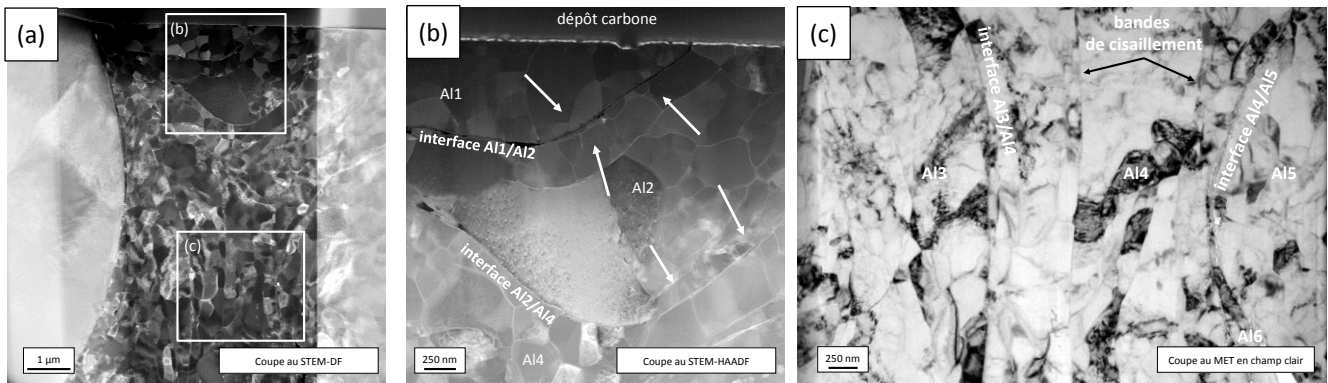 (a)
(b)
(c)
1 µm
Coupe au STEM-DF
(b)
dépôt carbone
Al1
interface Al1/Al2
Al2
interface Al2/Al4
Al4
250 nm
Coupe au STEM-HAADF
(c)
bandes
de cisaillement
interface Al3/Al4
interface Al4/Al5
Al3
Al4
Al5
Al6
250 nm
Coupe au MET en champ clair